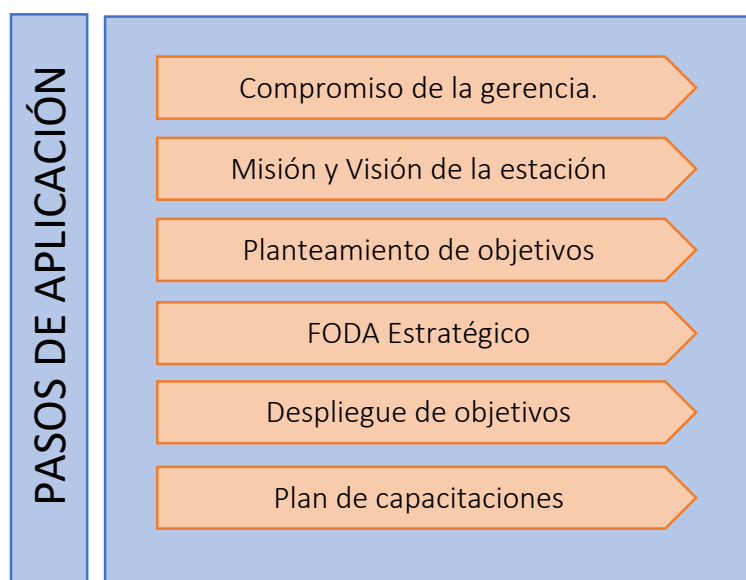 PASOS DE APLICACIÓN
Compromiso de la gerencia.
Misión y Visión de la estación
Planteamiento de objetivos
FODA Estratégico
Despliegue de objetivos
Plan de capacitaciones